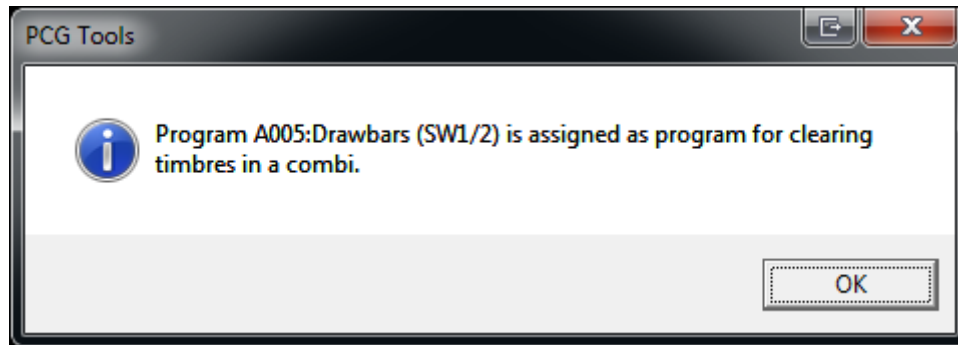 PCG Tools
Program A005:Drawbars (SW1/2) is assigned as program for clearing
timbres in a combi.
OK